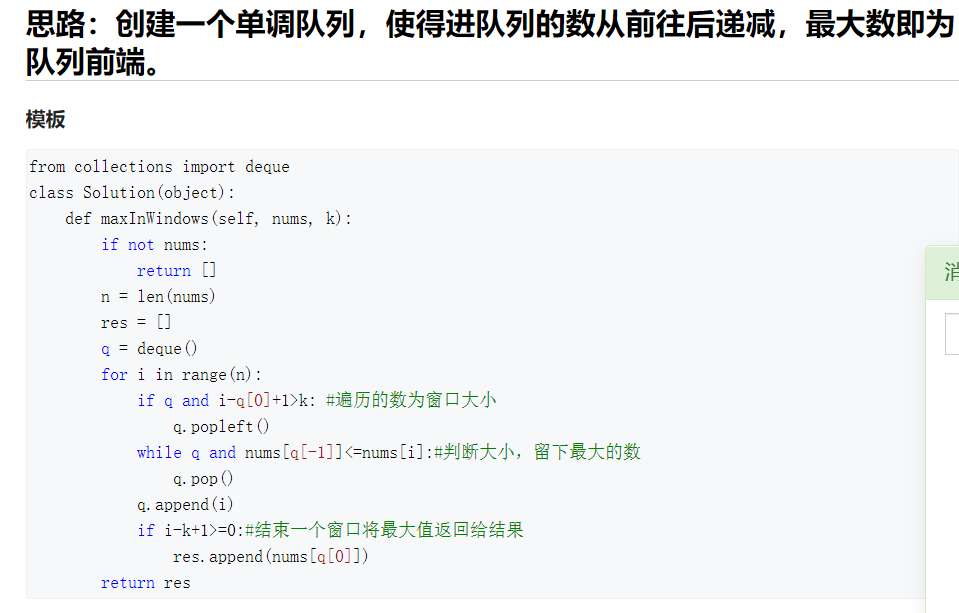 思路：创建一个单调队列，使得进队列的数从前往后递减，最大数即为
队列前端。
模板
from collections import deque
class Solution(object):
    def maxInWindows(self, nums, k):
        if not nums:
            return []
        n = len(nums)
        res = []
        q = deque()
        for i in range(n):
            if q and i-q[0]+1>k: #遍历的数为窗口大小
                q.popleft()
            while q and nums[q[-1]]<=nums[i]:#判断大小，留下最大的数
                q.pop()
            q.append(i)
            if i-k+1>=0:#结束一个窗口将最大值返回给结果
                res.append(nums[q[0]])
        return res
消